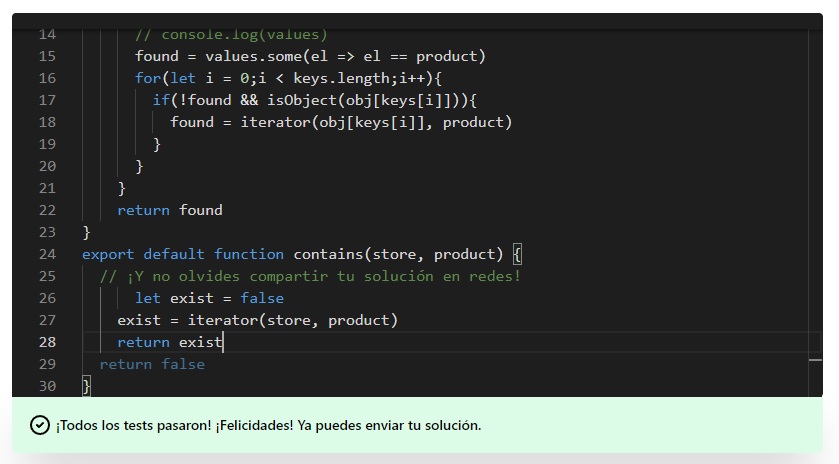 14 // console.log(values)
15 found = values.some(el => el == product)
16 for(let i = 0;i < keys.length;i++){
17 if(!found && isObject(obj[keys[i]])){
18 found = iterator(obj[keys[i]], product)
19 }
20 }
21 }
22 return found
23 }
24 export default function contains(store, product) {
25 // ¡Y no olvides compartir tu solución en redes!
26 let exist = false
27 exist = iterator(store, product)
28 return exist
29 return false
30 }
¡Todos los tests pasaron! ¡Felicidades! Ya puedes enviar tu solución.